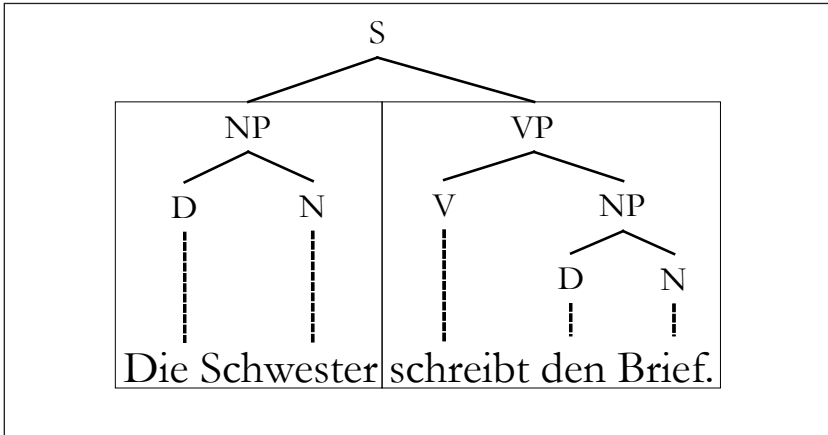 S
NP VP
D N V NP
D N
Die Schwester schreibt den Brief.